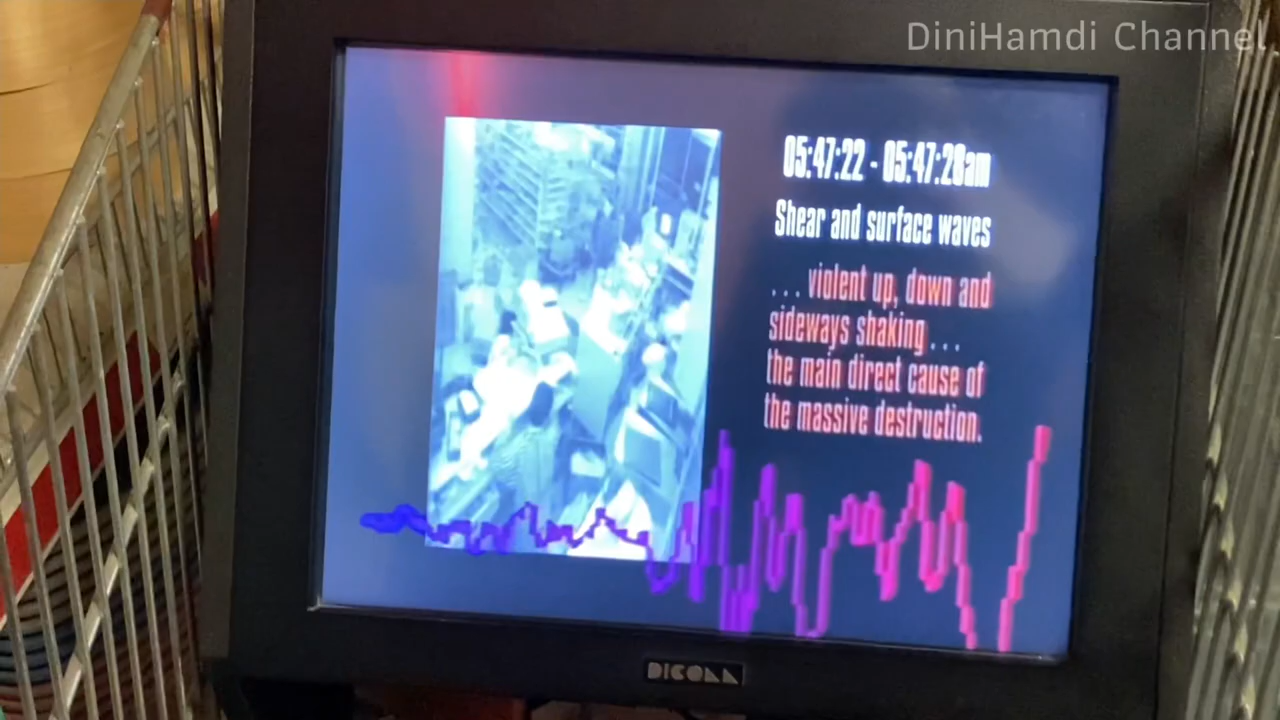 DiniHamdi Channel
05:47:22 - 05:47:28am
Shear and surface waves
... violent up, down and
sideways shaking...
the main direct cause of
the massive destruction.